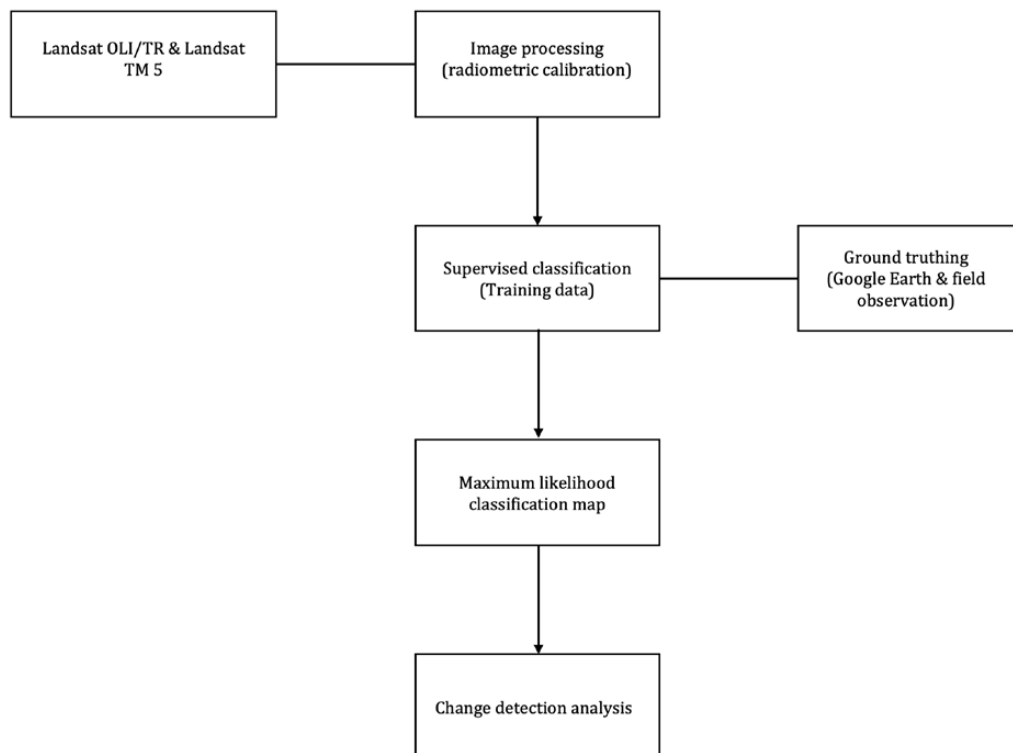 Landsat OLI/TR & Landsat
TM 5
Image processing
(radiometric calibration)
Supervised classification
(Training data)
Ground truthing
(Google Earth & field
observation)
Maximum likelihood
classification map
Change detection analysis